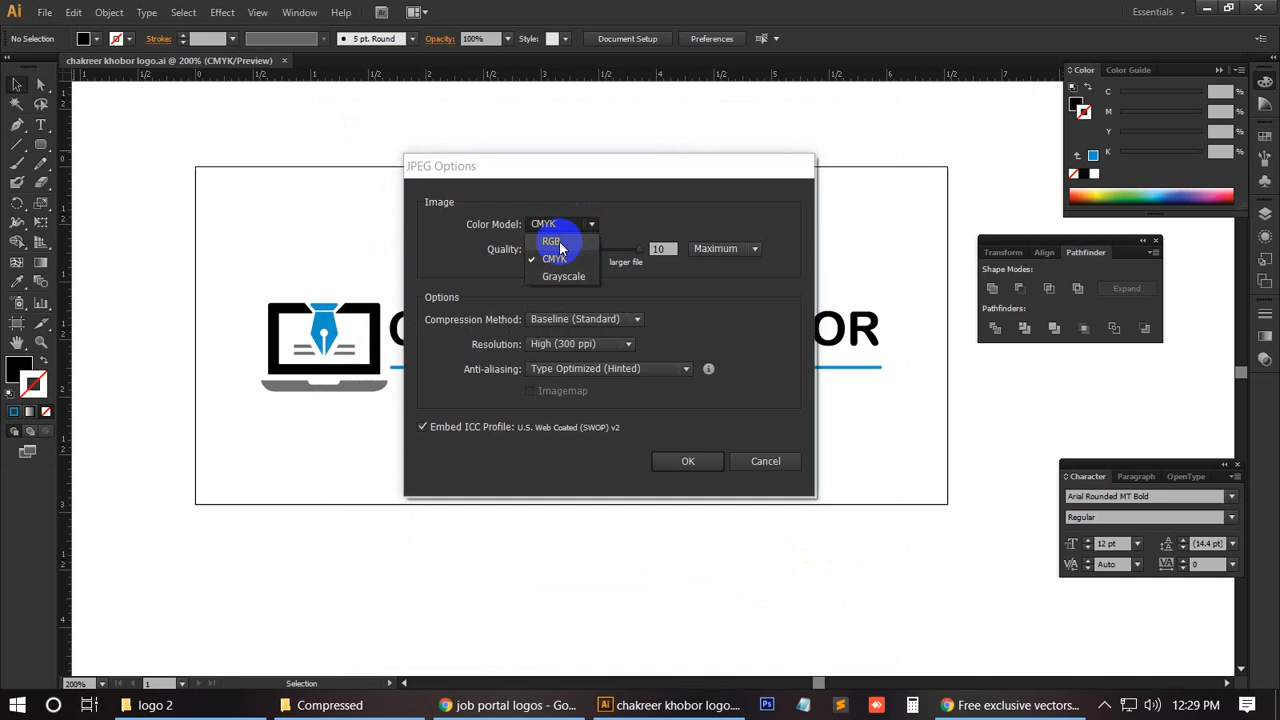 Ai File Edit Object Type Select Effect View Window Help Br Essentials
No Selection Stroke: 5 pt. Round Opacity: 100% Style: Document Setup Preferences
chakreer khobor logo.ai @ 200% (CMYK/Preview)
Color Color Guide
C %
M %
Y %
K %
JPEG Options
Image
Color Model: CMYK
RGB
CMYK
Grayscale
Quality: 10 Maximum
larger file
Options
Compression Method: Baseline (Standard)
Resolution: High (300 ppi)
Anti-aliasing: Type Optimized (Hinted)
Imagemap
Embed ICC Profile: U.S. Web Coated (SWOP) v2
OK Cancel
OR
Transform Align Pathfinder
Shape Modes:
Expand
Pathfinders:
Character Paragraph OpenType
Arial Rounded MT Bold
Regular
12 pt (14.4 pt)
Auto 0
200% 1 Selection
logo 2 Compressed job portal logotn - Go... chakreer khobor logo.... Free exclusive vectors... 12:29 PM